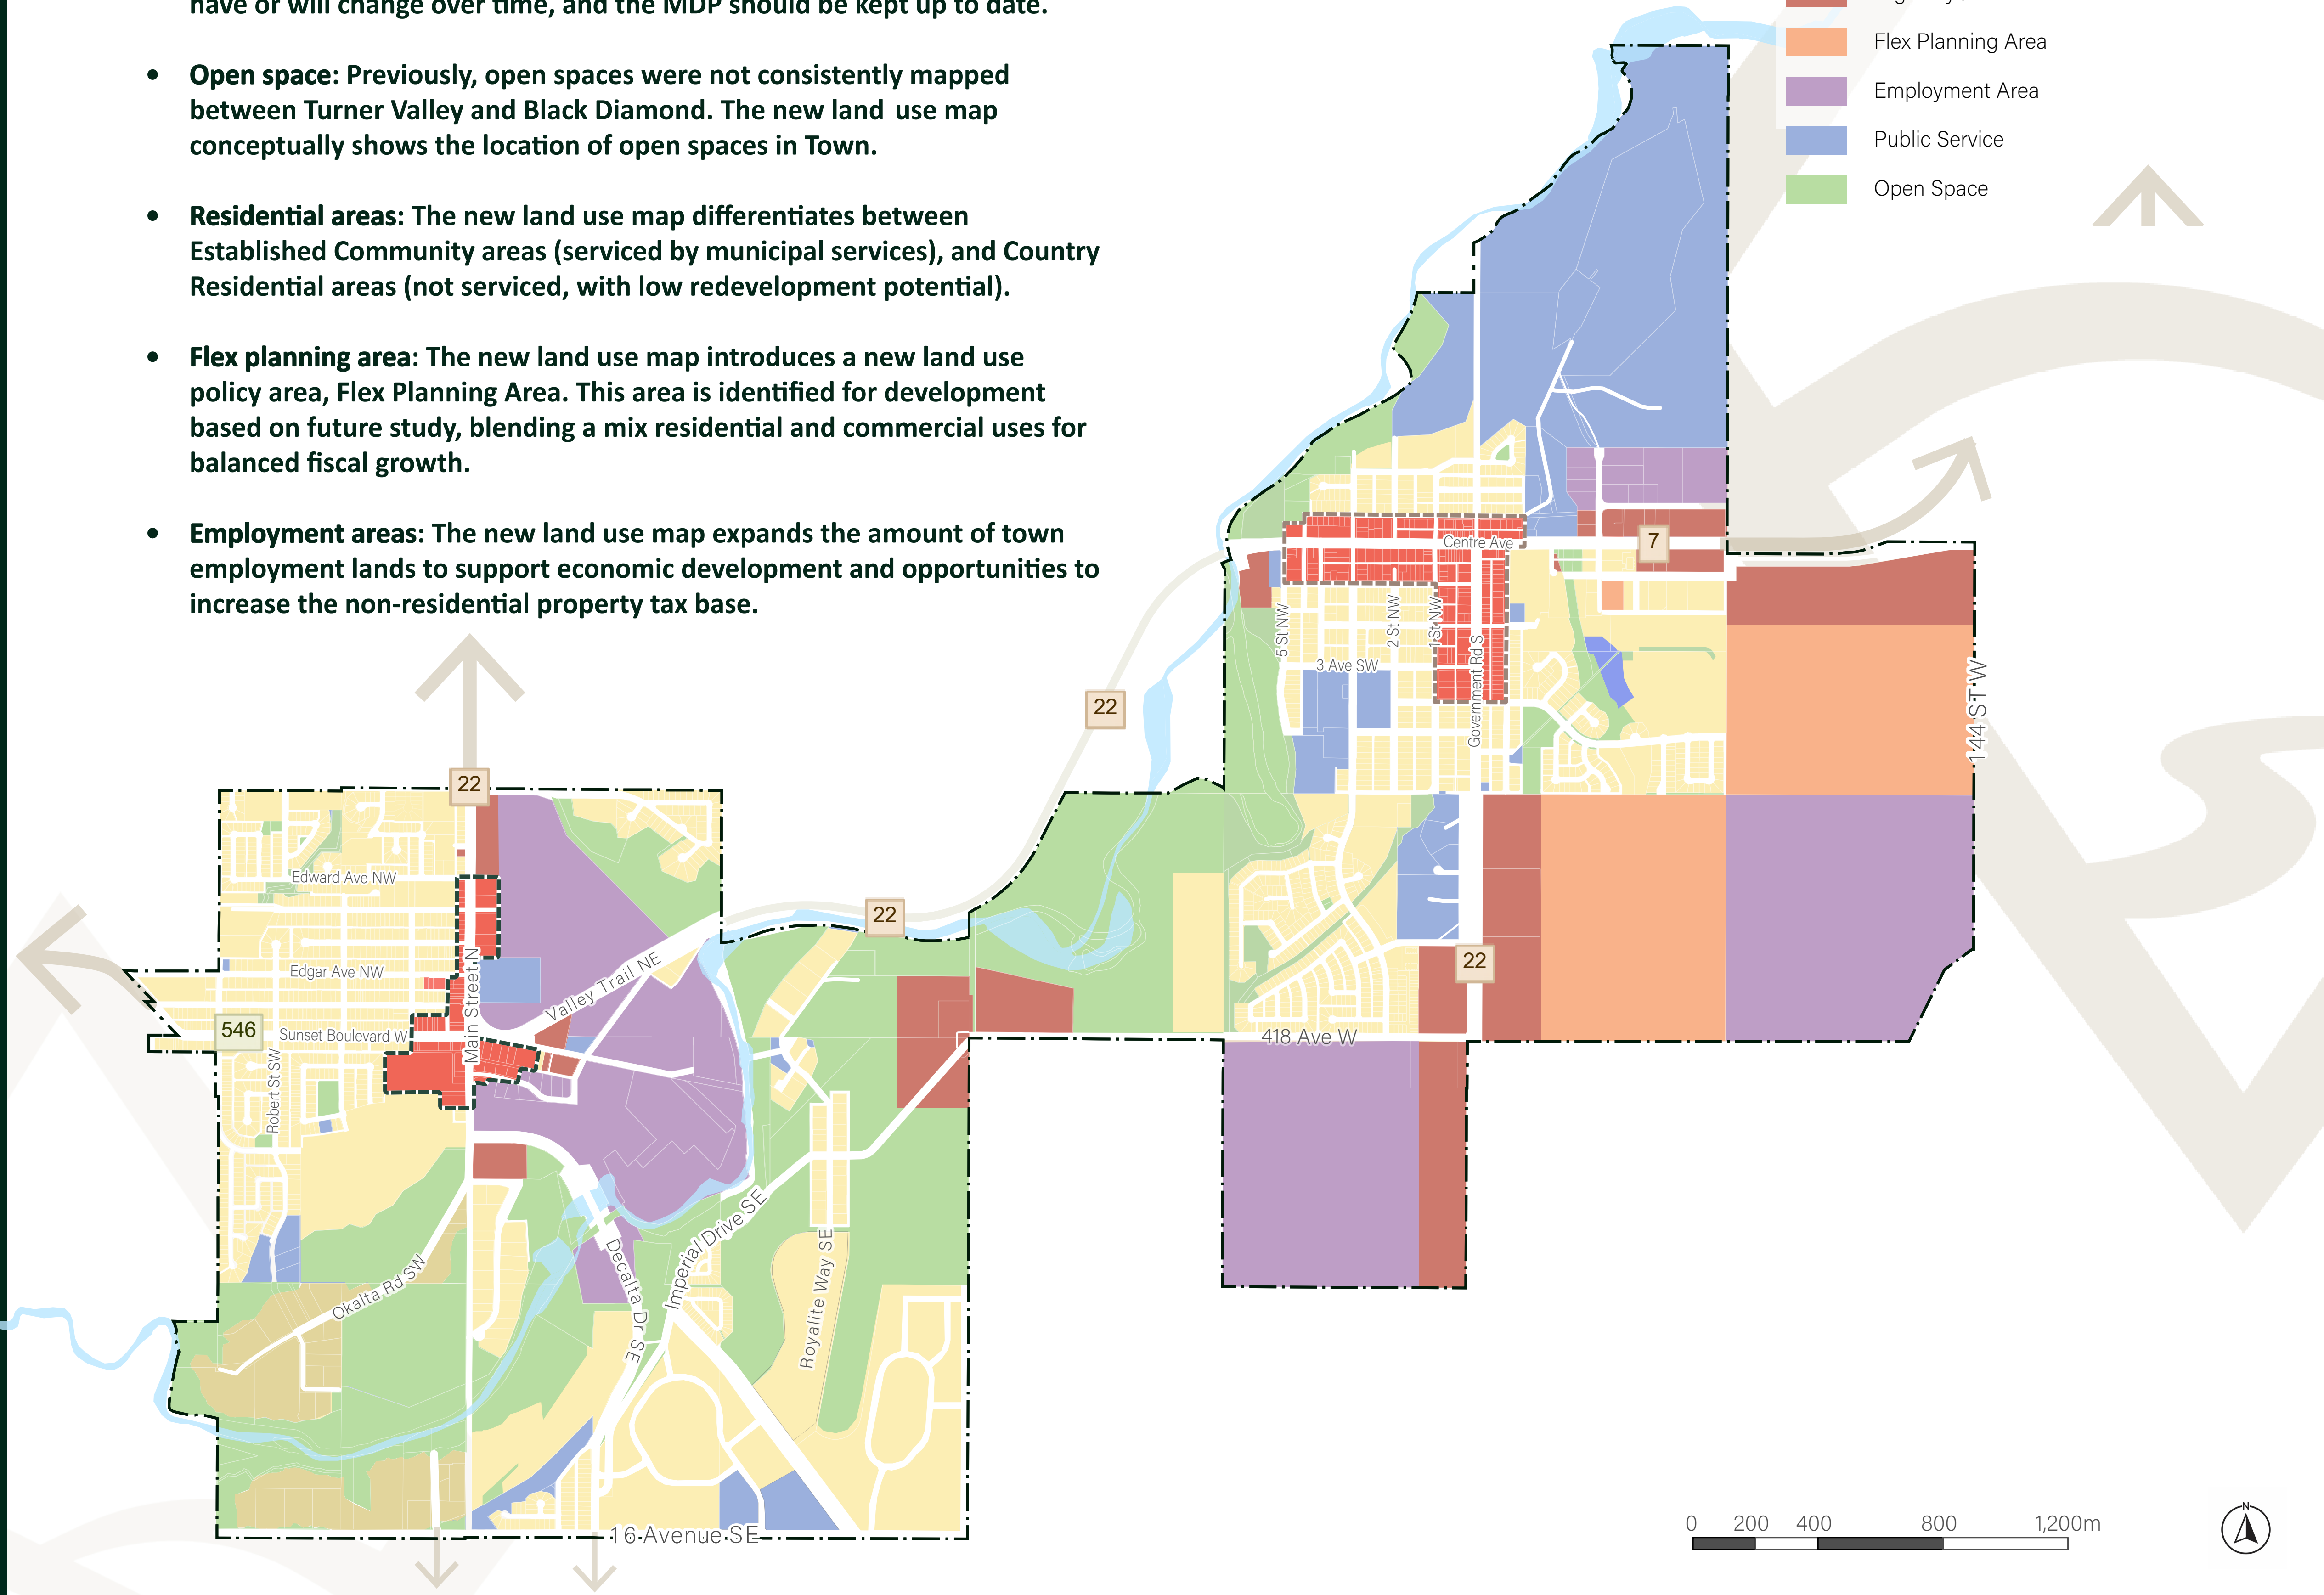 have or will change over time, and the MDP should be kept up to date.
• Open space: Previously, open spaces were not consistently mapped
between Turner Valley and Black Diamond. The new land use map
conceptually shows the location of open spaces in Town.
• Residential areas: The new land use map differentiates between
Established Community areas (serviced by municipal services), and Country
Residential areas (not serviced, with low redevelopment potential).
• Flex planning area: The new land use map introduces a new land use
policy area, Flex Planning Area. This area is identified for development
based on future study, blending a mix residential and commercial uses for
balanced fiscal growth.
• Employment areas: The new land use map expands the amount of town
employment lands to support economic development and opportunities to
increase the non-residential property tax base.
Flex Planning Area
Employment Area
Public Service
Open Space
Centre Ave
7
5 St NW
2 St NW
1 St NW
3 Ave SW
Government Rd S
144 ST W
22
22
22
22
418 Ave W
Edward Ave NW
Edgar Ave NW
546
Sunset Boulevard W
Main Street N
Valley Trail NE
Robert St SW
Okalta Rd SW
Decalta Dr SE
Imperial Drive SE
Royalite Way SE
16 Avenue SE
0 200 400 800 1,200m
N